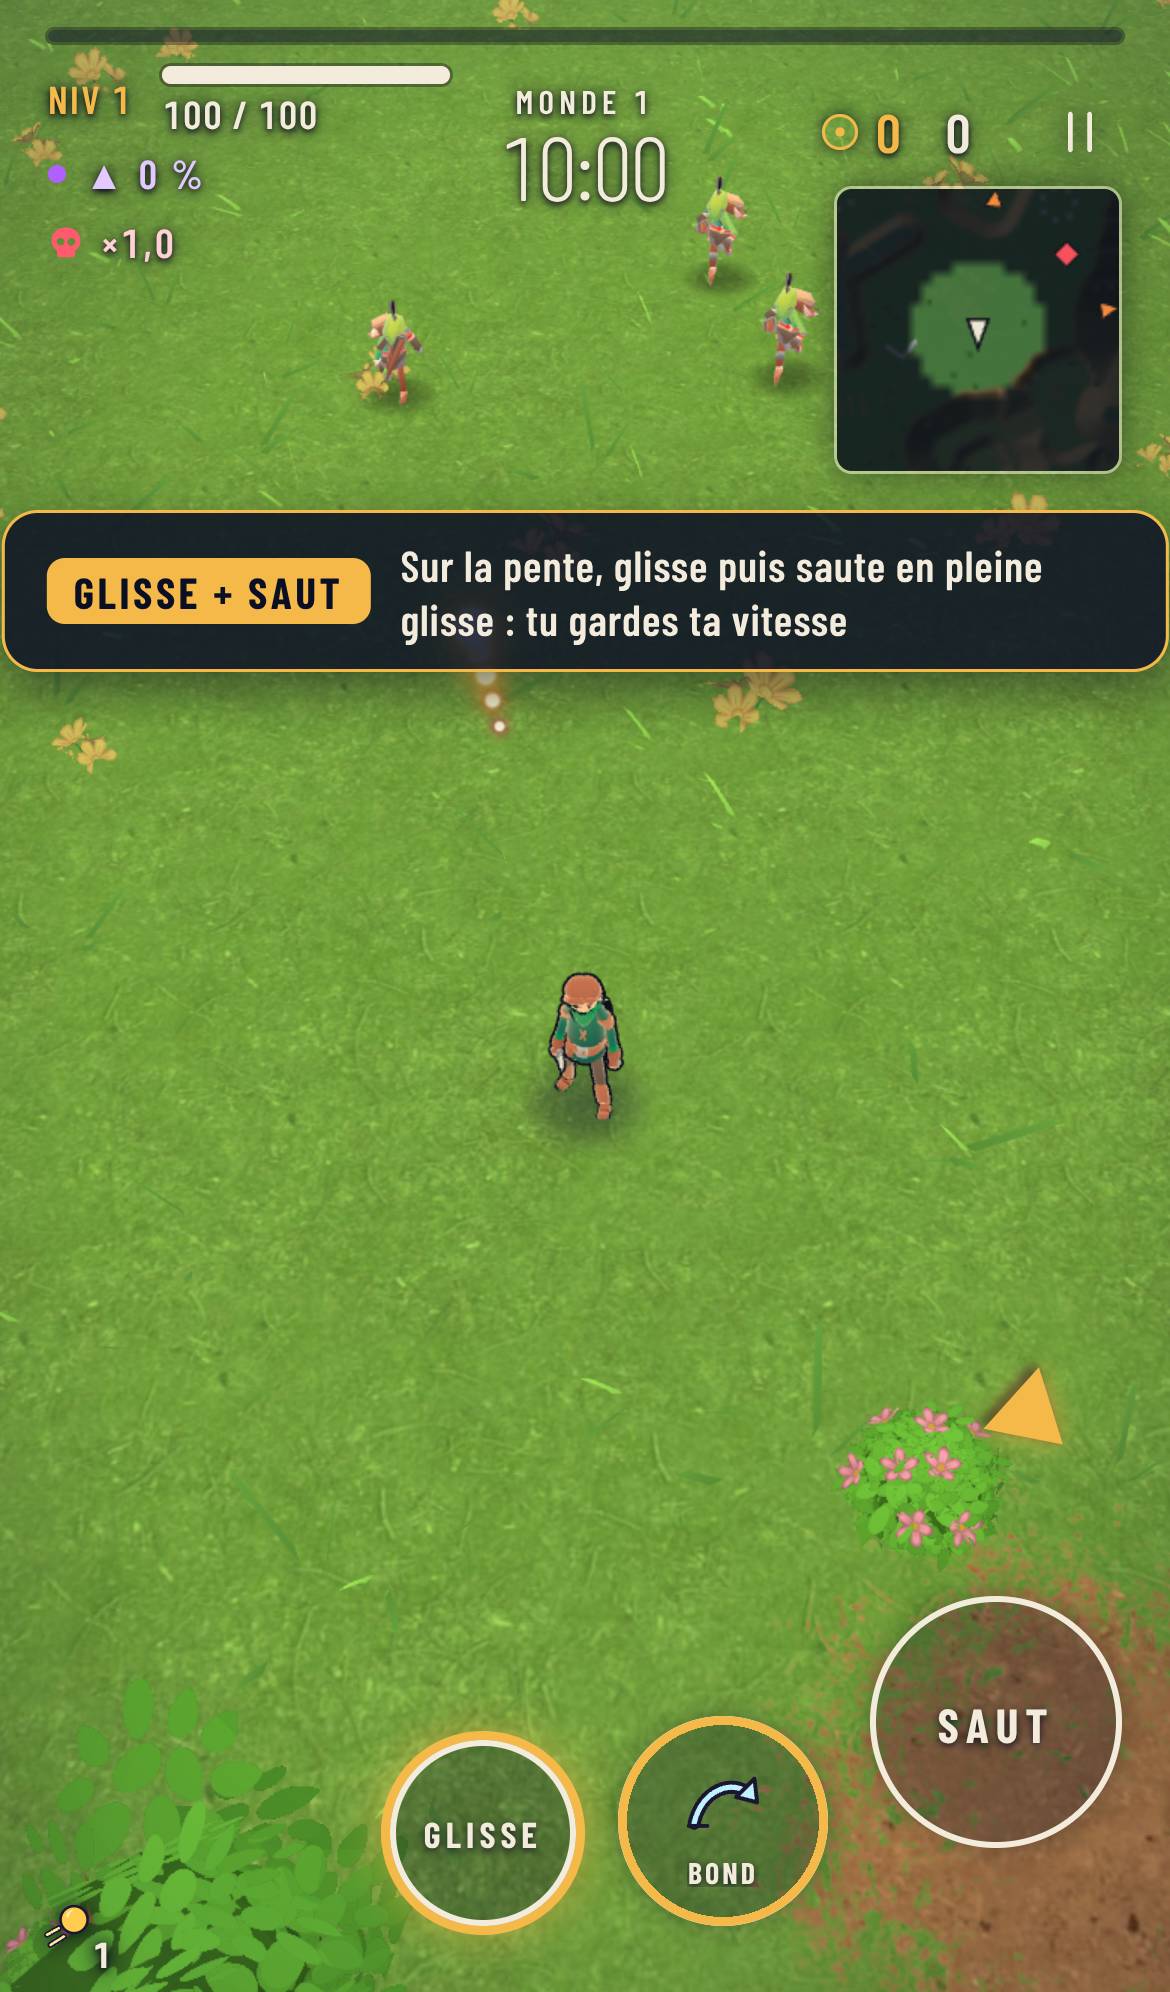 NIV 1
100 / 100
0 %
×1,0
MONDE 1
10:00
0 0
GLISSE + SAUT
Sur la pente, glisse puis saute en pleine
glisse : tu gardes ta vitesse
SAUT
GLISSE
BOND
1